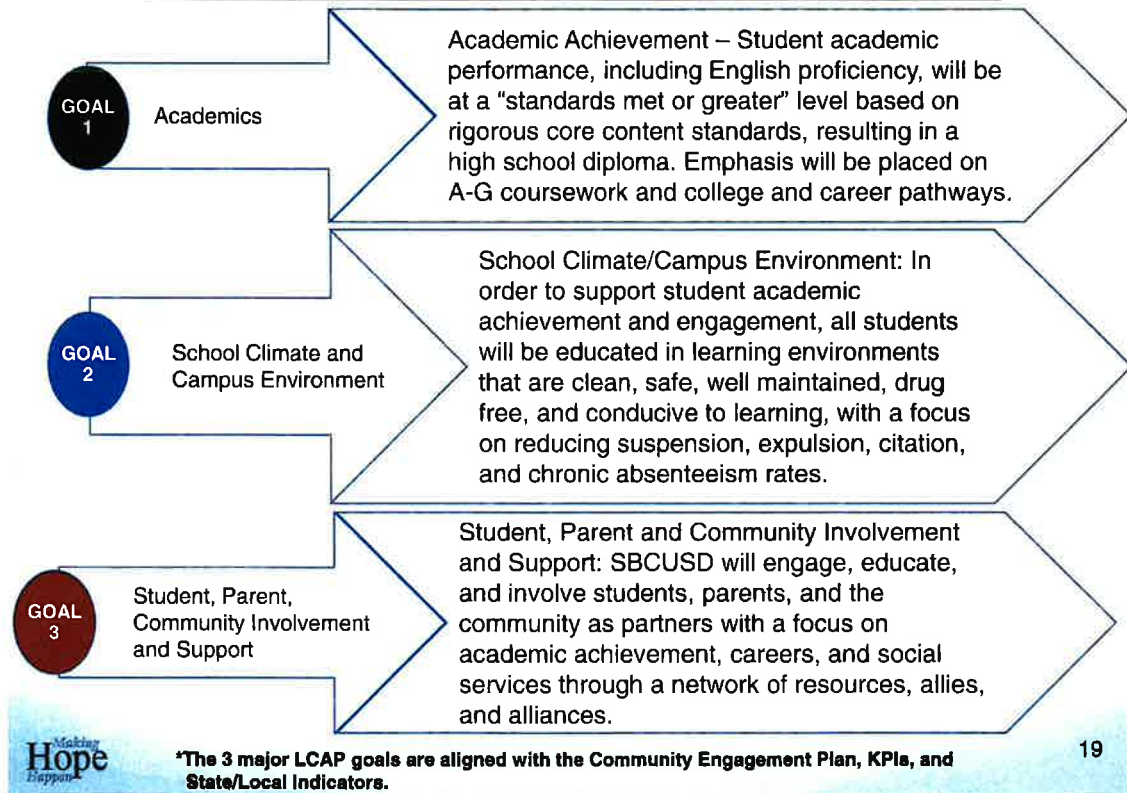 GOAL
1
Academics
Academic Achievement – Student academic
performance, including English proficiency, will be
at a “standards met or greater” level based on
rigorous core content standards, resulting in a
high school diploma. Emphasis will be placed on
A-G coursework and college and career pathways.
GOAL
2
School Climate and
Campus Environment
School Climate/Campus Environment: In
order to support student academic
achievement and engagement, all students
will be educated in learning environments
that are clean, safe, well maintained, drug
free, and conducive to learning, with a focus
on reducing suspension, expulsion, citation,
and chronic absenteeism rates.
GOAL
3
Student, Parent,
Community Involvement
and Support
Student, Parent and Community Involvement
and Support: SBCUSD will engage, educate,
and involve students, parents, and the
community as partners with a focus on
academic achievement, careers, and social
services through a network of resources, allies,
and alliances.
Making
Hope
Happen
*The 3 major LCAP goals are aligned with the Community Engagement Plan, KPIs, and
State/Local Indicators.
19